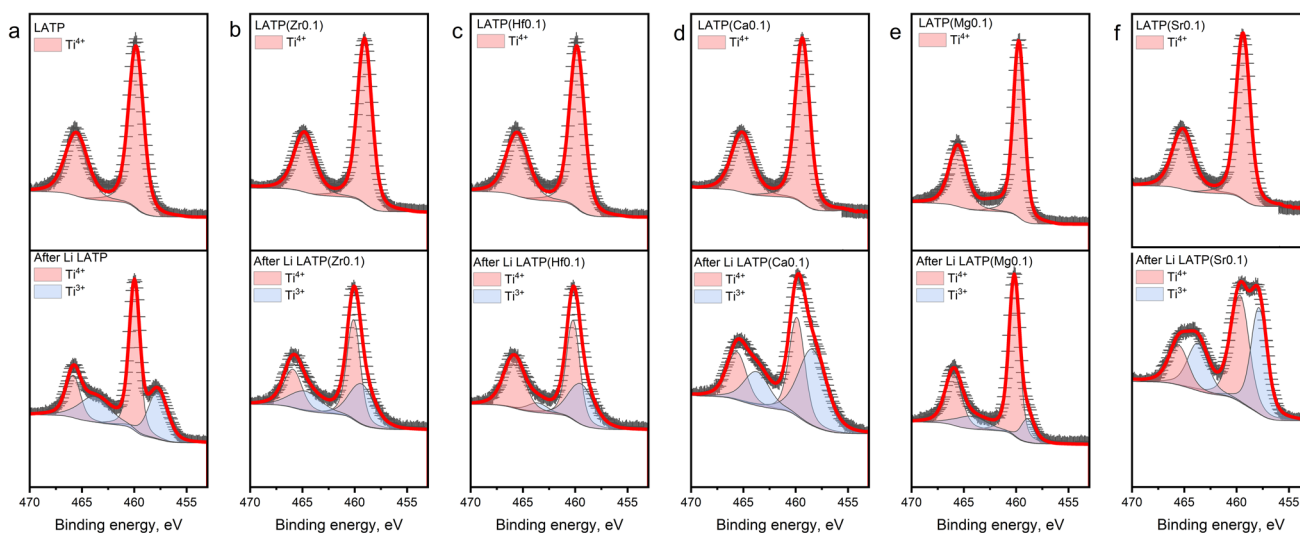 a
LATP
Ti⁴⁺
After Li LATP
Ti⁴⁺
Ti³⁺
470 465 460 455
Binding energy, eV
b
LATP(Zr0.1)
Ti⁴⁺
After Li LATP(Zr0.1)
Ti⁴⁺
Ti³⁺
470 465 460 455
Binding energy, eV
c
LATP(Hf0.1)
Ti⁴⁺
After Li LATP(Hf0.1)
Ti⁴⁺
Ti³⁺
470 465 460 455
Binding energy, eV
d
LATP(Ca0.1)
Ti⁴⁺
After Li LATP(Ca0.1)
Ti⁴⁺
Ti³⁺
470 465 460 455
Binding energy, eV
e
LATP(Mg0.1)
Ti⁴⁺
After Li LATP(Mg0.1)
Ti⁴⁺
Ti³⁺
470 465 460 455
Binding energy, eV
f
LATP(Sr0.1)
Ti⁴⁺
After Li LATP(Sr0.1)
Ti⁴⁺
Ti³⁺
470 465 460 455
Binding energy, eV